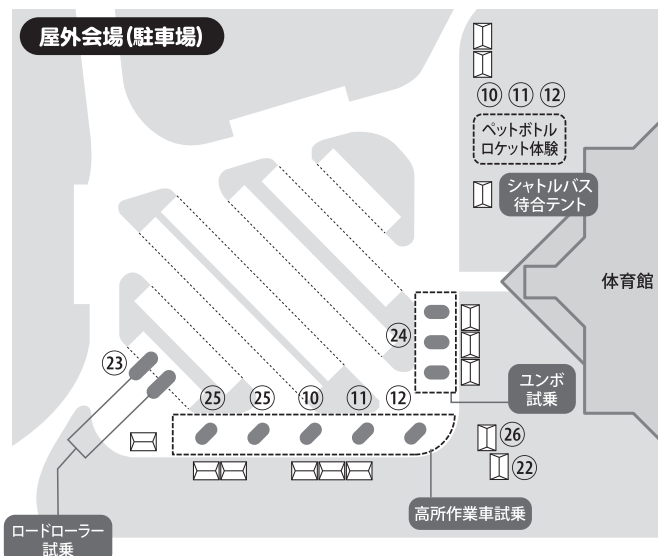 屋外会場(駐車場)
⑩ ⑪ ⑫
ペットボトル
ロケット体験
シャトルバス
待合テント
体育館
㉔
㉓
ユンボ
試乗
㉕ ㉕ ⑩ ⑪ ⑫
㉖
㉒
高所作業車試乗
ロードローラー
試乗